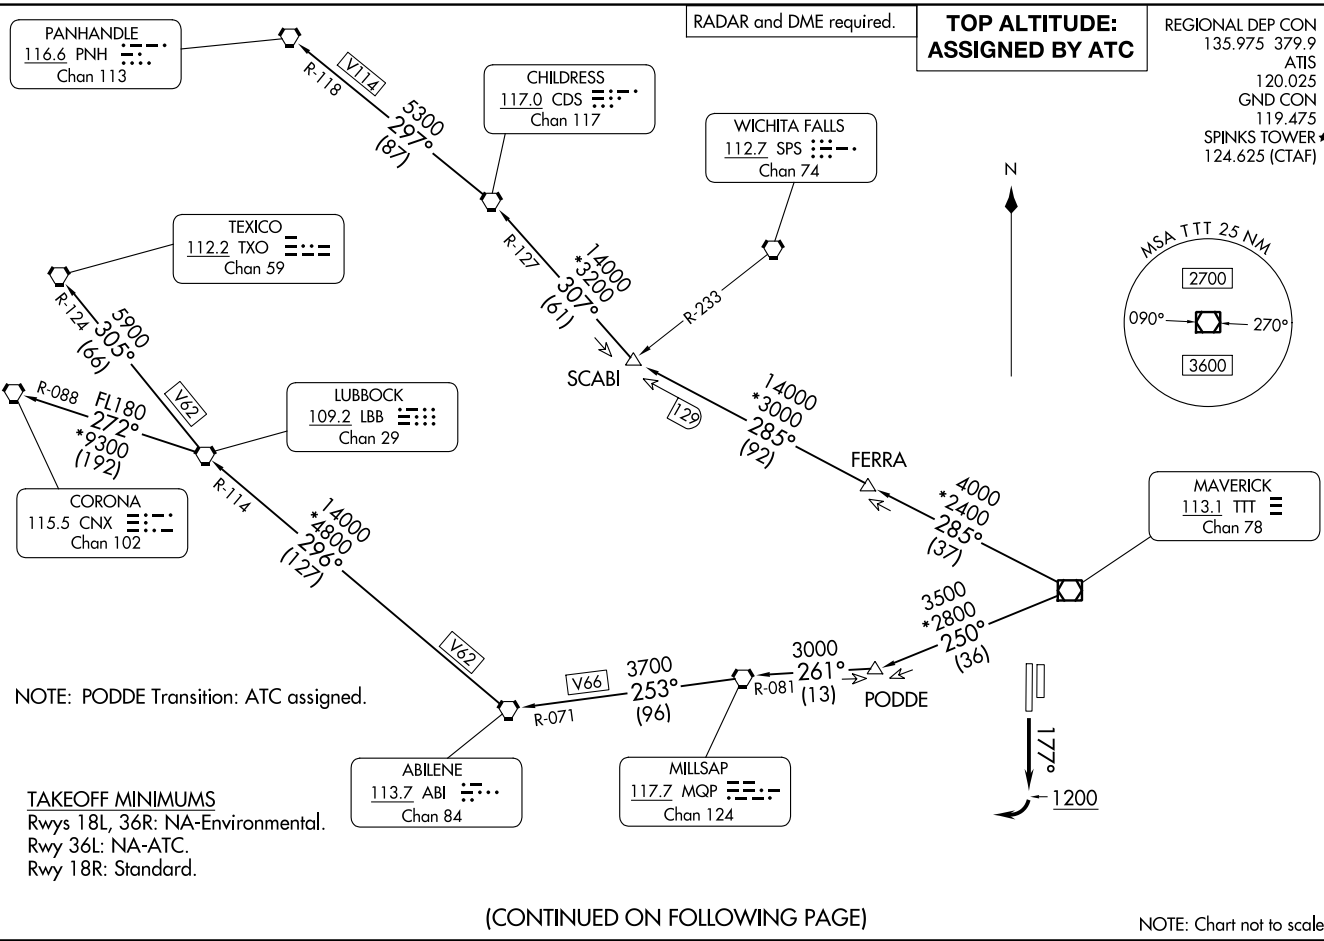 RADAR and DME required.
TOP ALTITUDE:
ASSIGNED BY ATC
REGIONAL DEP CON
135.975 379.9
ATIS
120.025
GND CON
119.475
SPINKS TOWER
124.625 (CTAF)
PANHANDLE
116.6 PNH
Chan 113
R-118
V114
5300
297°
(87)
CHILDRESS
117.0 CDS
Chan 117
WICHITA FALLS
112.7 SPS
Chan 74
N
MSA TTT 25 NM
2700
090°
270°
3600
TEXICO
112.2 TXO
Chan 59
R-127
14000
*3200
307°
(61)
R-233
SCABI
129
R-124
5900
305°
(66)
V62
R-088
FL180
272°
*9300
(192)
LUBBOCK
109.2 LBB
Chan 29
14000
*3000
285°
(92)
FERRA
CORONA
115.5 CNX
Chan 102
R-114
14000
*4800
296°
(127)
V62
4000
*2400
285°
(37)
MAVERICK
113.1 TTT
Chan 78
3500
*2800
250°
(36)
PODDE
3000
261°
(13)
R-081
3700
253°
(96)
V66
R-071
NOTE: PODDE Transition: ATC assigned.
ABILENE
113.7 ABI
Chan 84
MILLSAP
117.7 MQP
Chan 124
177°
1200
TAKEOFF MINIMUMS
Rwys 18L, 36R: NA-Environmental.
Rwy 36L: NA-ATC.
Rwy 18R: Standard.
(CONTINUED ON FOLLOWING PAGE)
NOTE: Chart not to scale